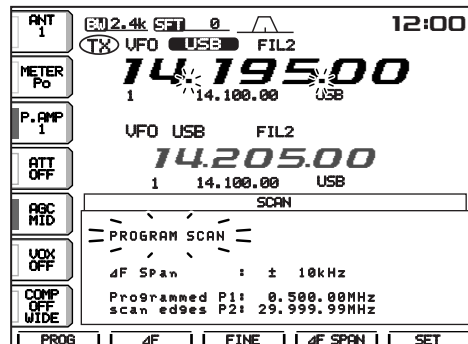 ANT
1
BW 2.4k SFT 0
12:00
TX VFO USB FIL2
METER
Po
14.195.00
1 14.100.00 USB
P.AMP
1
VFO USB FIL2
ATT
OFF
14.205.00
1 14.100.00 USB
AGC
MID
SCAN
PROGRAM SCAN
VOX
OFF
⊿F Span : ± 10kHz
COMP
OFF
WIDE
Programmed P1: 0.500.00MHz
scan edges P2: 29.999.99MHz
PROG ⊿F FINE ⊿F SPAN SET